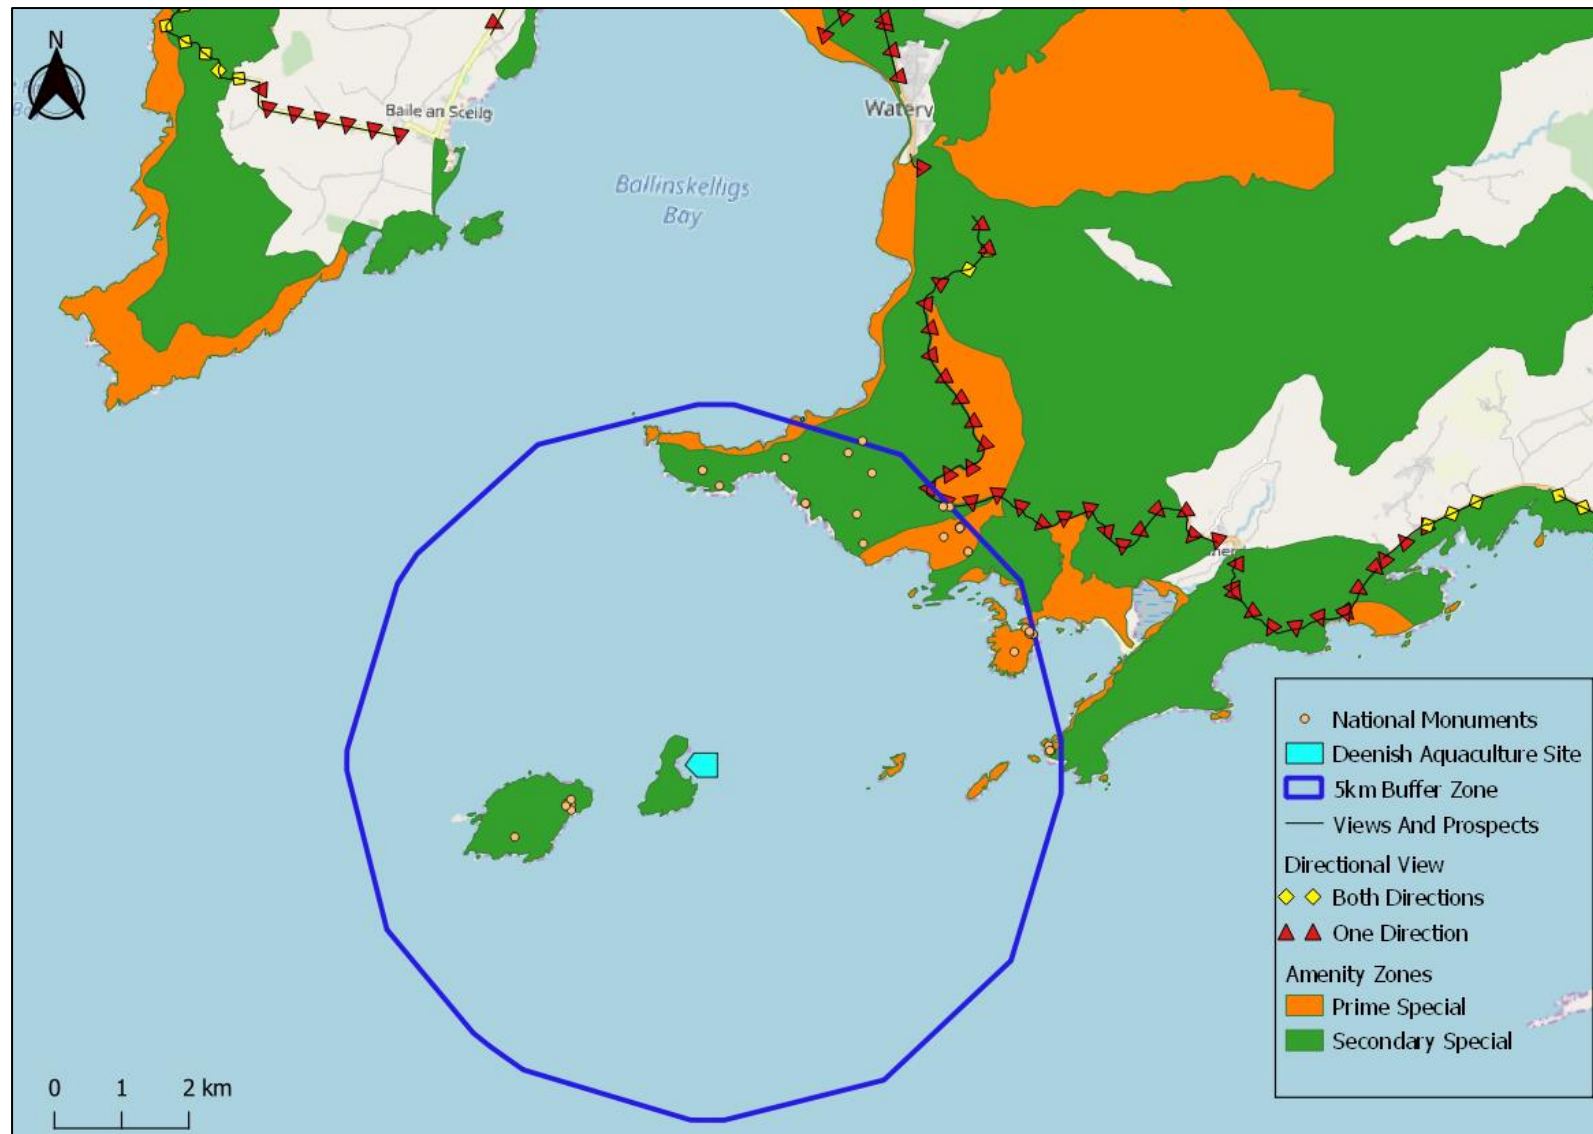 N
Baile an Sceilg
Waterv
Ballinskelligs
Bay
National Monuments
Deenish Aquaculture Site
5km Buffer Zone
Views And Prospects
Directional View
Both Directions
One Direction
Amenity Zones
Prime Special
Secondary Special
0 1 2 km